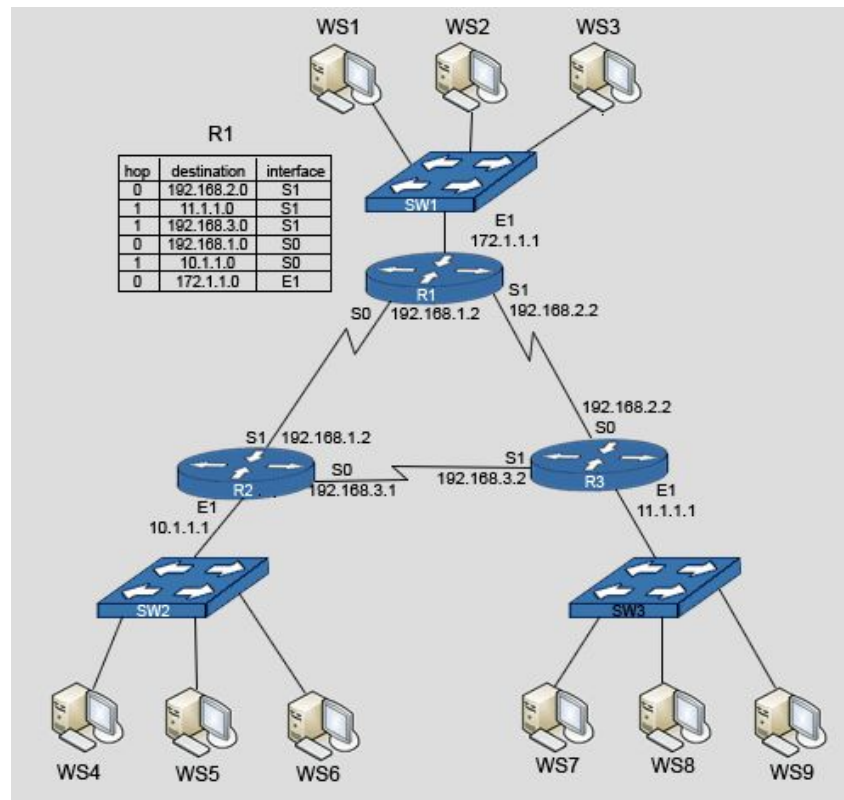 WS1 WS2 WS3
R1
hop destination interface
0 192.168.2.0 S1
1 11.1.1.0 S1
1 192.168.3.0 S1
0 192.168.1.0 S0
1 10.1.1.0 S0
0 172.1.1.0 E1
SW1
E1
172.1.1.1
R1
S1
S0 192.168.1.2 192.168.2.2
192.168.2.2
S0
S1 192.168.1.2
R2
S0
192.168.3.1
S1
192.168.3.2
R3
E1
10.1.1.1
E1
11.1.1.1
SW2
SW3
WS4 WS5 WS6
WS7 WS8 WS9